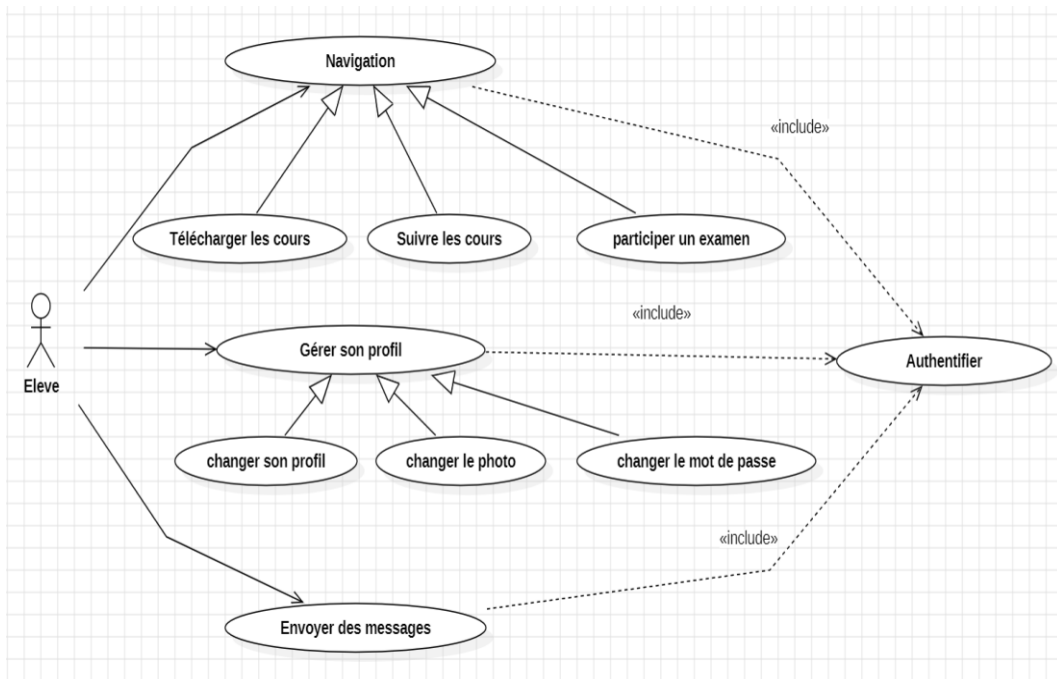 Navigation
«include»
Télécharger les cours
Suivre les cours
participer un examen
«include»
Gérer son profil
Authentifier
Eleve
changer son profil
changer le photo
changer le mot de passe
«include»
Envoyer des messages